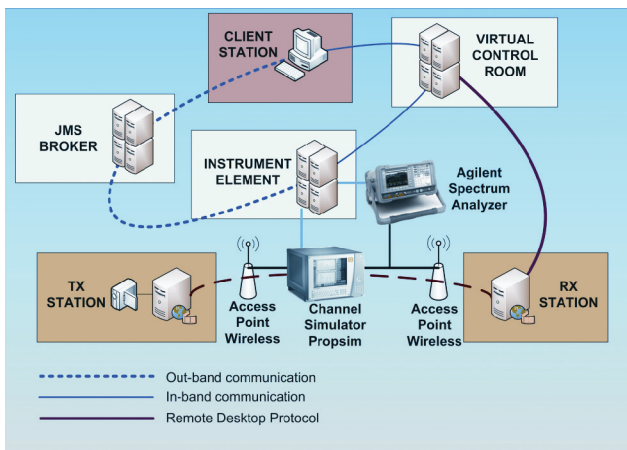 CLIENT
STATION
VIRTUAL
CONTROL
ROOM
JMS
BROKER
INSTRUMENT
ELEMENT
Agilent
Spectrum
Analyzer
TX
STATION
Access
Point
Wireless
Channel
Simulator
Propsim
Access
Point
Wireless
RX
STATION
Out-band communication
In-band communication
Remote Desktop Protocol